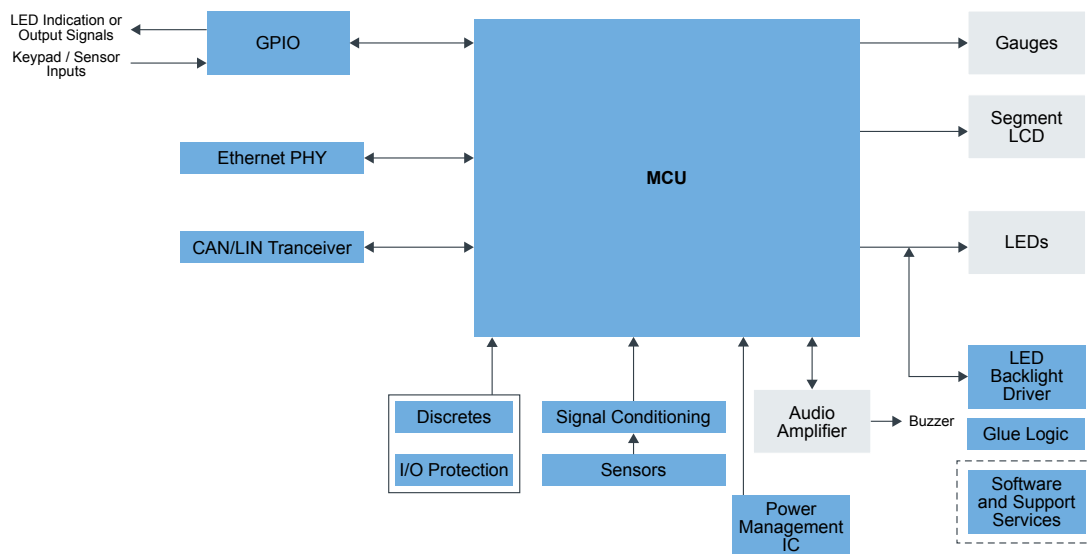 LED Indication or
Output Signals
Keypad / Sensor
Inputs
GPIO
Gauges
Segment
LCD
Ethernet PHY
MCU
CAN/LIN Tranceiver
LEDs
LED
Backlight
Driver
Discretes
I/O Protection
Signal Conditioning
Sensors
Audio
Amplifier
Buzzer
Glue Logic
Power
Management
IC
Software
and Support
Services